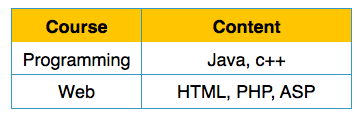 Course Content
Programming Java, c++
Web HTML, PHP, ASP